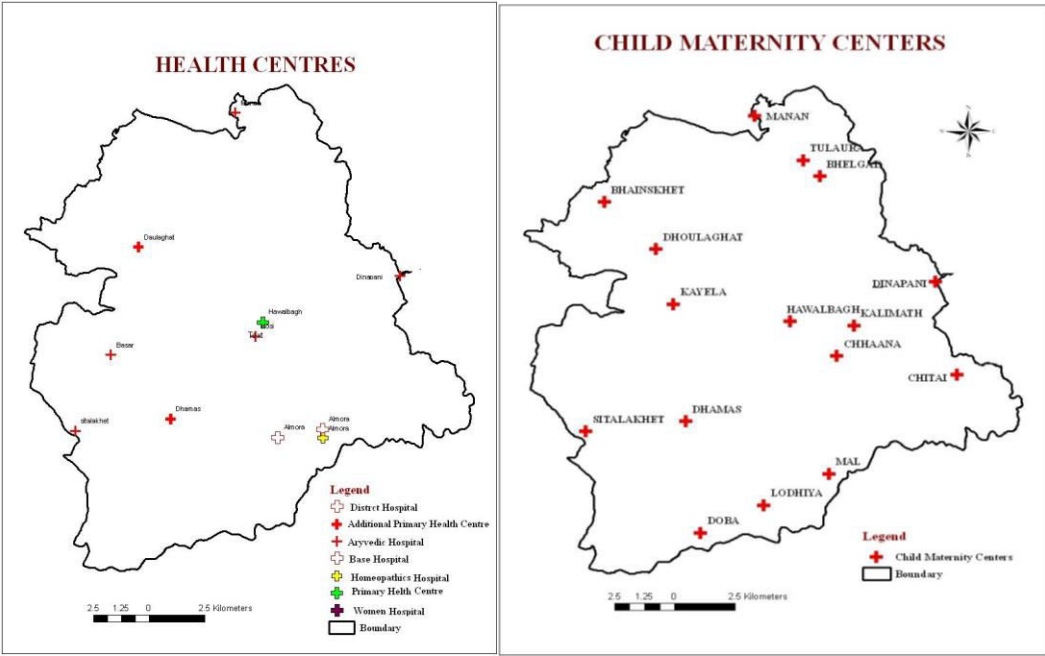 HEALTH CENTRES
Daulaghat
Dinapani
Hawalbagh
Basar
sitalakhet
Dhamas
Almora
Almora
Almora
Legend
Distrct Hospital
Additional Primary Health Centre
Aryvedic Hospital
Base Hospital
Homeopathics Hospital
Primary Helth Centre
Women Hospital
Boundary
2.5 1.25 0 2.5 Kilometers
CHILD MATERNITY CENTERS
MANAN
TULAURA
BHELGAD
BHAINSKHET
DHOULAGHAT
DINAPANI
KAYELA
HAWALBAGH
KALIMATH
CHHAANA
CHITAI
DHAMAS
SITALAKHET
MAL
LODHIYA
DOBA
Legend
Child Maternity Centers
Boundary
2.5 1.25 0 2.5 Kilometers